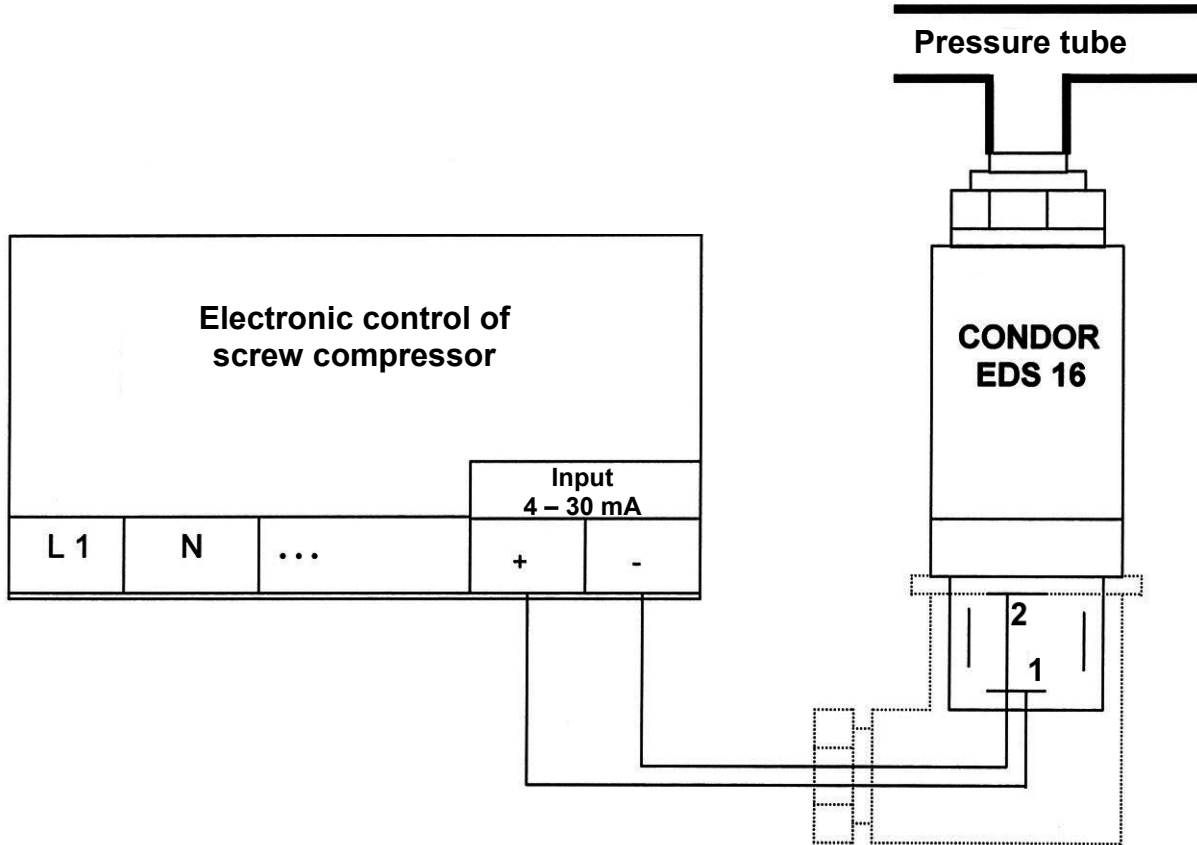 Pressure tube
Electronic control of
screw compressor
CONDOR
EDS 16
Input
4 – 30 mA
L 1 N ...
+ -
2
1